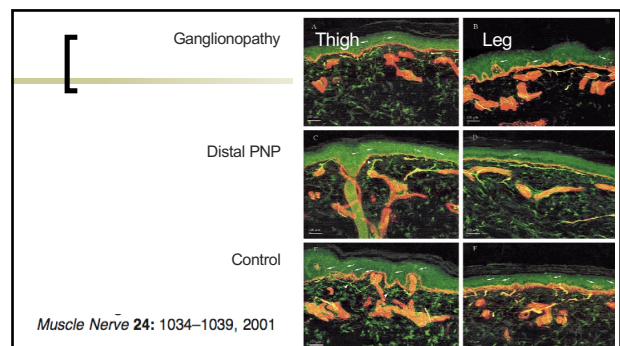 Ganglionopathy
A
Thigh
B
Leg
Distal PNP
C
D
Control
E
F
Muscle Nerve 24: 1034–1039, 2001